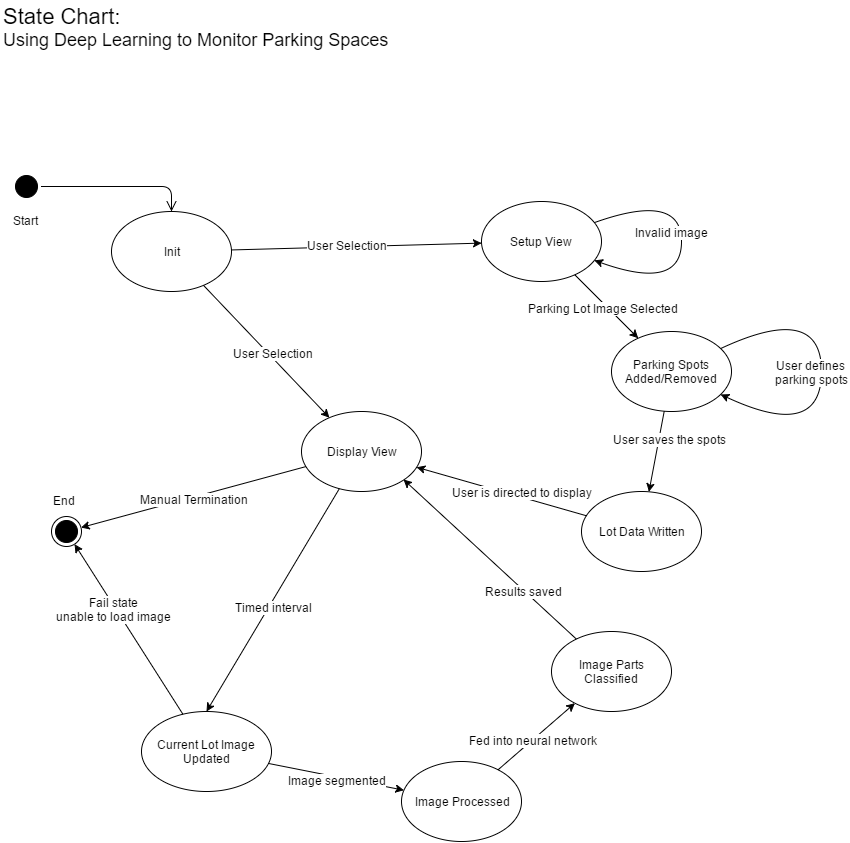 State Chart:
Using Deep Learning to Monitor Parking Spaces
Start
Init
User Selection
Setup View
Invalid image
Parking Lot Image Selected
User Selection
Parking Spots
Added/Removed
User defines
parking spots
User saves the spots
Display View
User is directed to display
Lot Data Written
Manual Termination
End
Results saved
Timed interval
Fail state
unable to load image
Image Parts
Classified
Current Lot Image
Updated
Fed into neural network
Image segmented
Image Processed